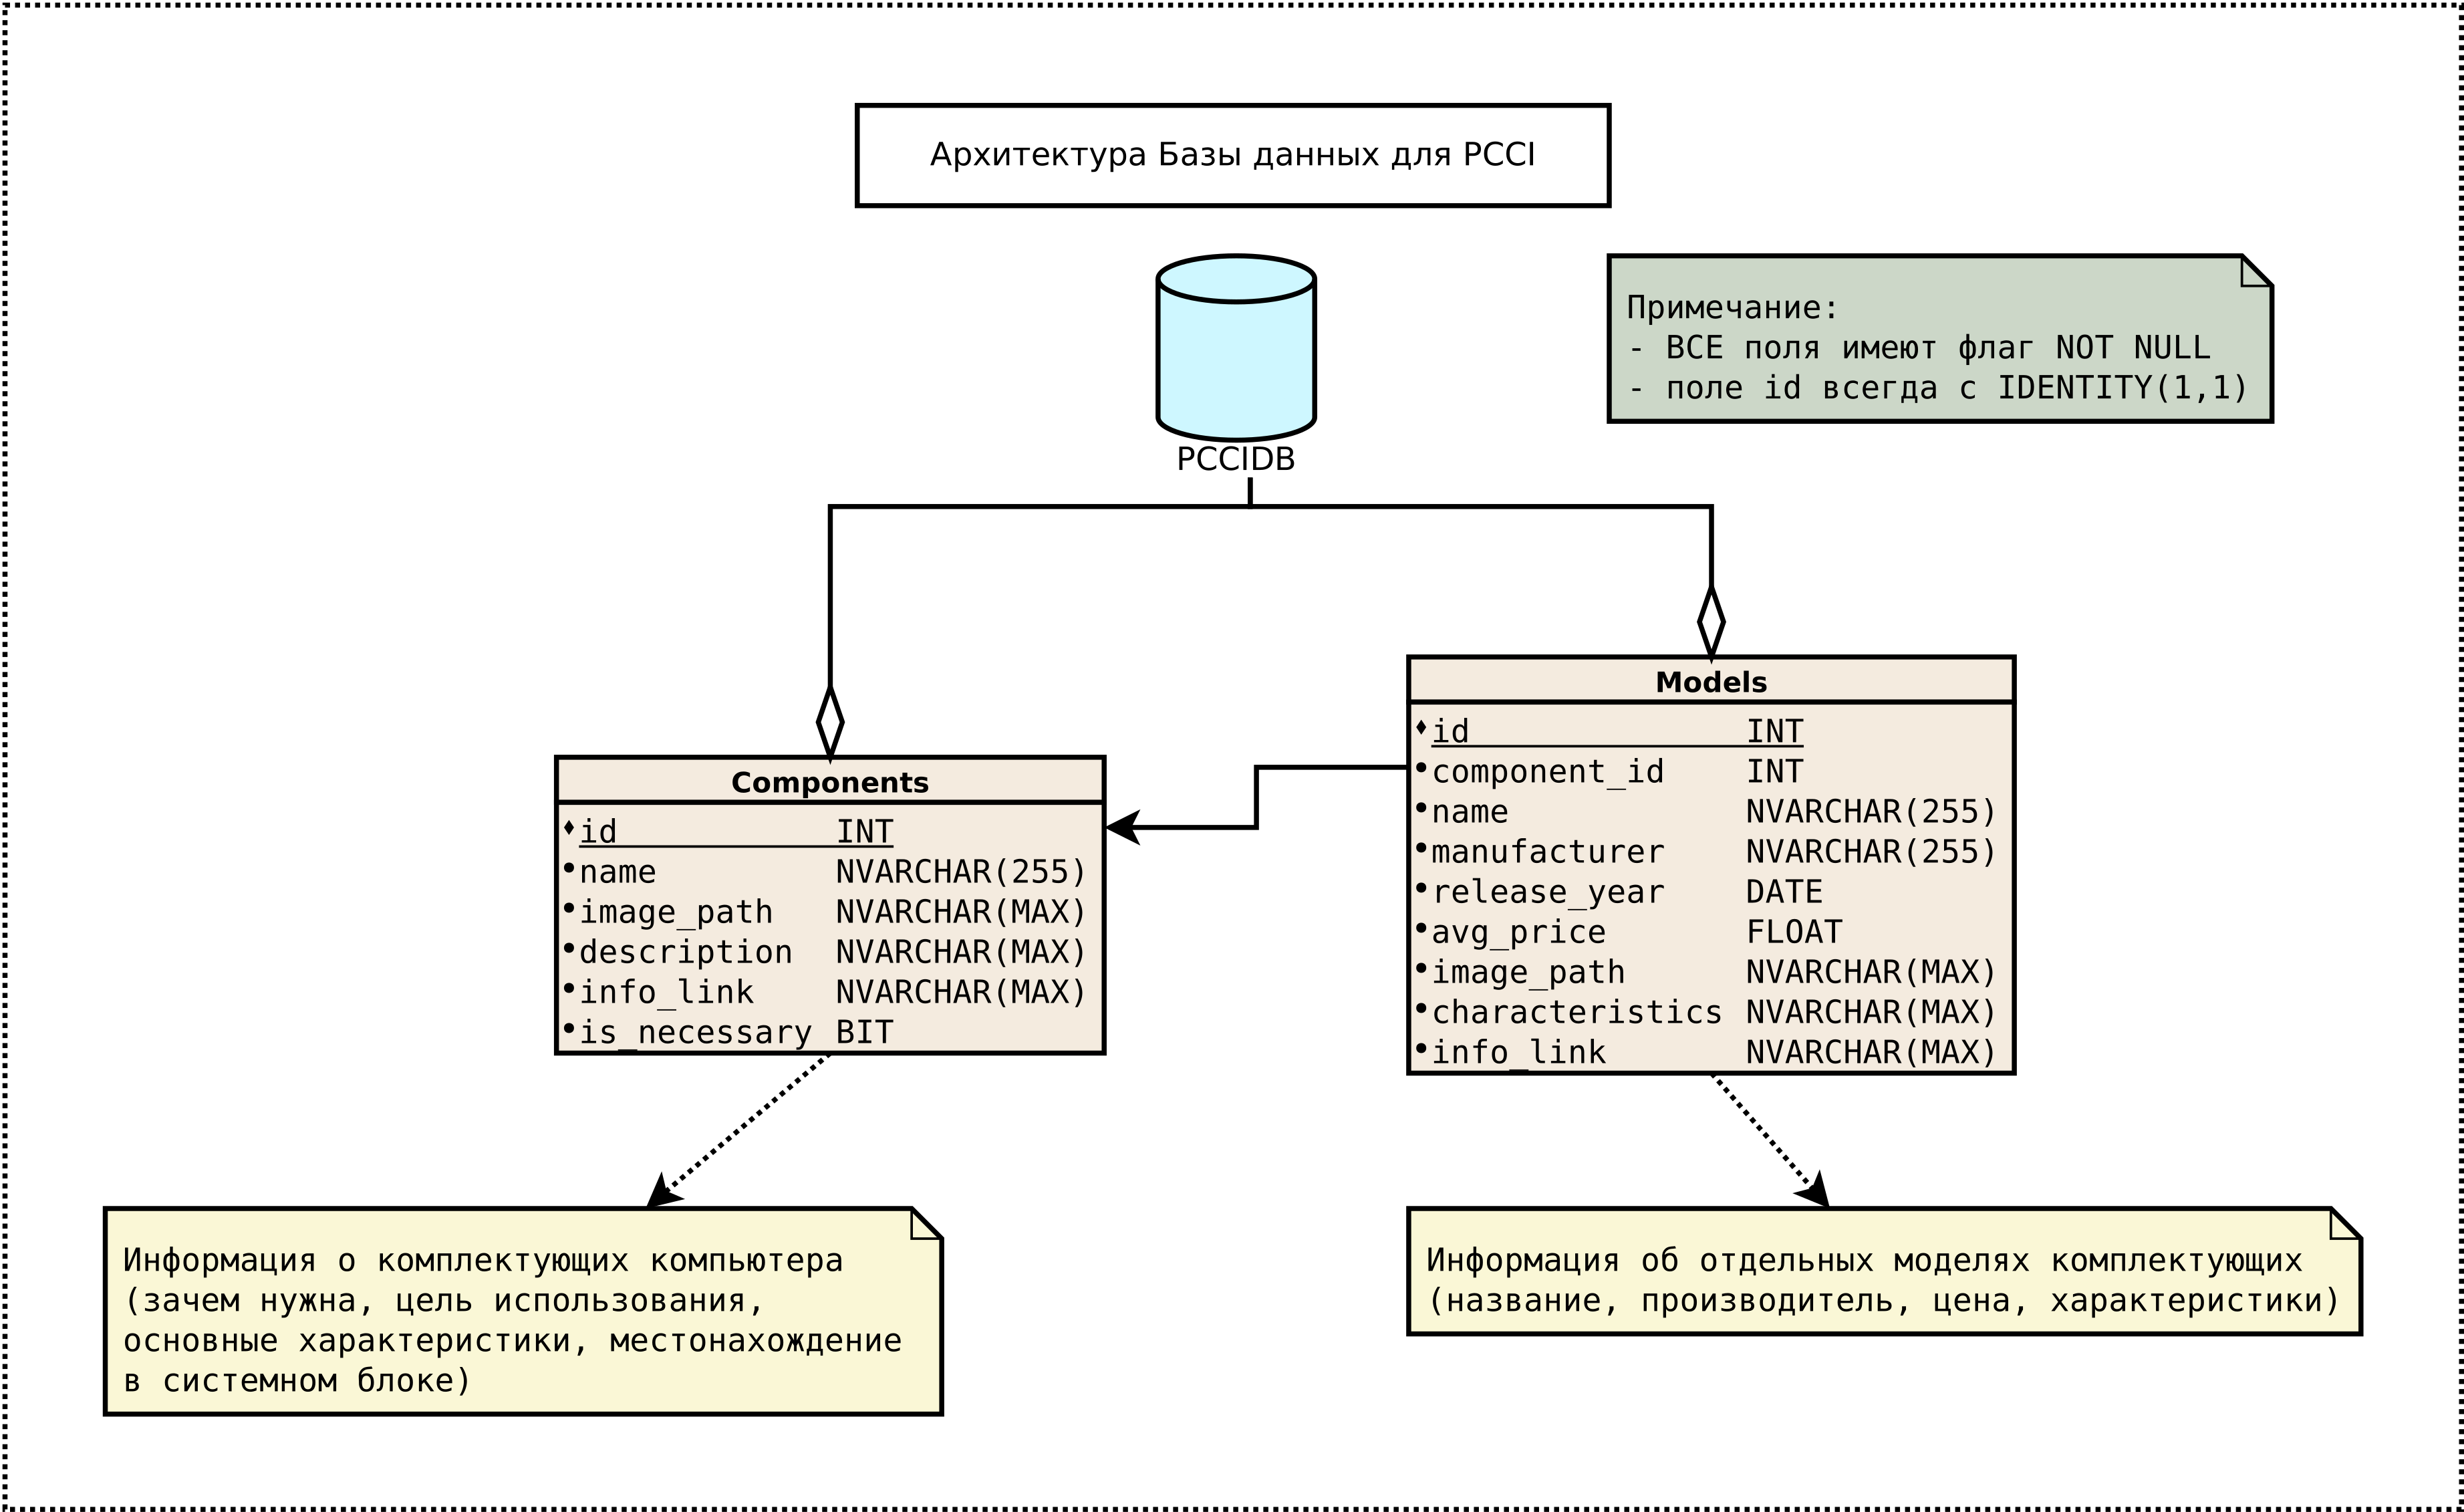 Архитектура Базы данных для PCCI
Примечание:
- ВСЕ поля имеют флаг NOT NULL
- поле id всегда с IDENTITY(1,1)
PCCIDB
Components
id INT
name NVARCHAR(255)
image_path NVARCHAR(MAX)
description NVARCHAR(MAX)
info_link NVARCHAR(MAX)
is_necessary BIT
Models
id INT
component_id INT
name NVARCHAR(255)
manufacturer NVARCHAR(255)
release_year DATE
avg_price FLOAT
image_path NVARCHAR(MAX)
characteristics NVARCHAR(MAX)
info_link NVARCHAR(MAX)
Информация о комплектующих компьютера
(зачем нужна, цель использования,
основные характеристики, местонахождение
в системном блоке)
Информация об отдельных моделях комплектующих
(название, производитель, цена, характеристики)